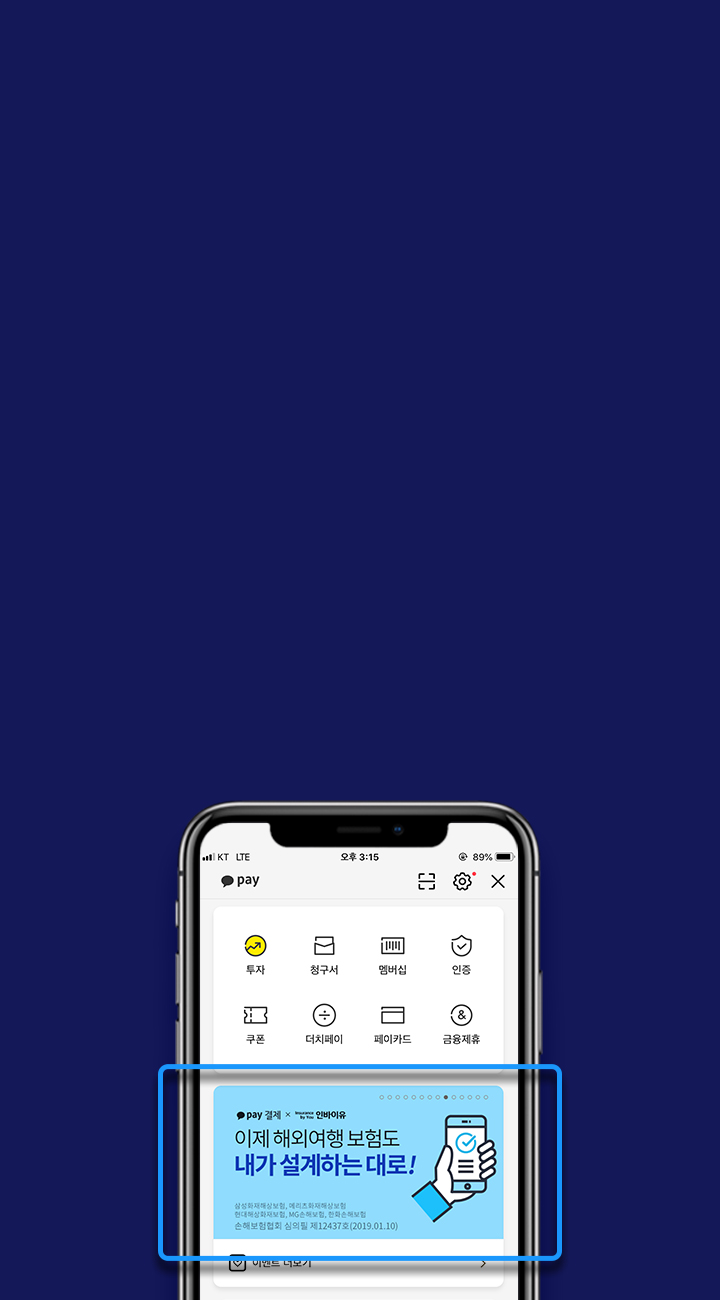 KT LTE 오후 3:15 89%
pay
투자 청구서 멤버십 인증
쿠폰 더치페이 페이카드 금융제휴
pay 결제 × Insurance by You 인바이유
이제 해외여행 보험도
내가 설계하는 대로!
삼성화재해상보험, 메리츠화재해상보험
현대해상화재보험, MG손해보험, 한화손해보험
손해보험협회 심의필 제12437호(2019.01.10)
이벤트 더보기